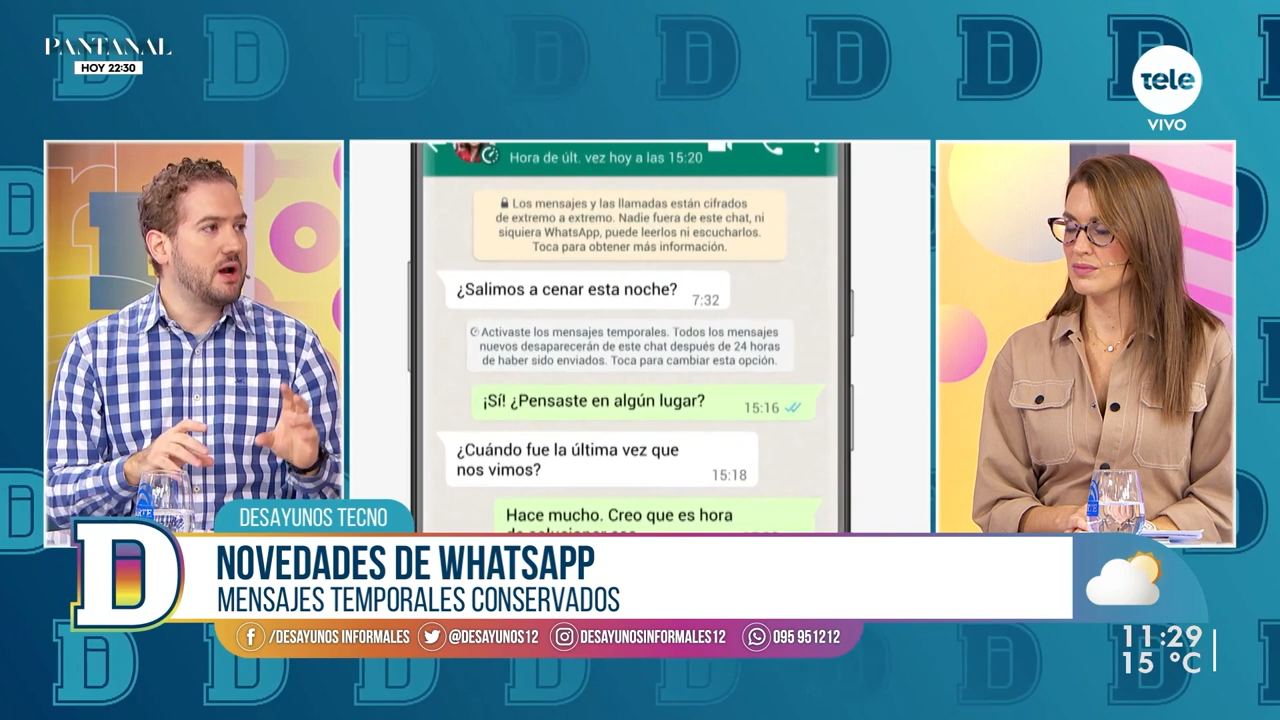 PANTANAL
HOY 22:30
tele
VIVO
Hora de últ. vez hoy a las 15:20
Los mensajes y las llamadas están cifrados
de extremo a extremo. Nadie fuera de este chat, ni
siquiera WhatsApp, puede leerlos ni escucharlos.
Toca para obtener más información.
¿Salimos a cenar esta noche?
7:32
Activaste los mensajes temporales. Todos los mensajes
nuevos desaparecerán de este chat después de 24 horas
de haber sido enviados. Toca para cambiar esta opción.
¡Sí! ¿Pensaste en algún lugar?
15:16
¿Cuándo fue la última vez que
nos vimos?
15:18
Hace mucho. Creo que es hora
DESAYUNOS TECNO
NOVEDADES DE WHATSAPP
MENSAJES TEMPORALES CONSERVADOS
/DESAYUNOS INFORMALES
@DESAYUNOS12
DESAYUNOSINFORMALES12
095 951212
11:29
15 °C